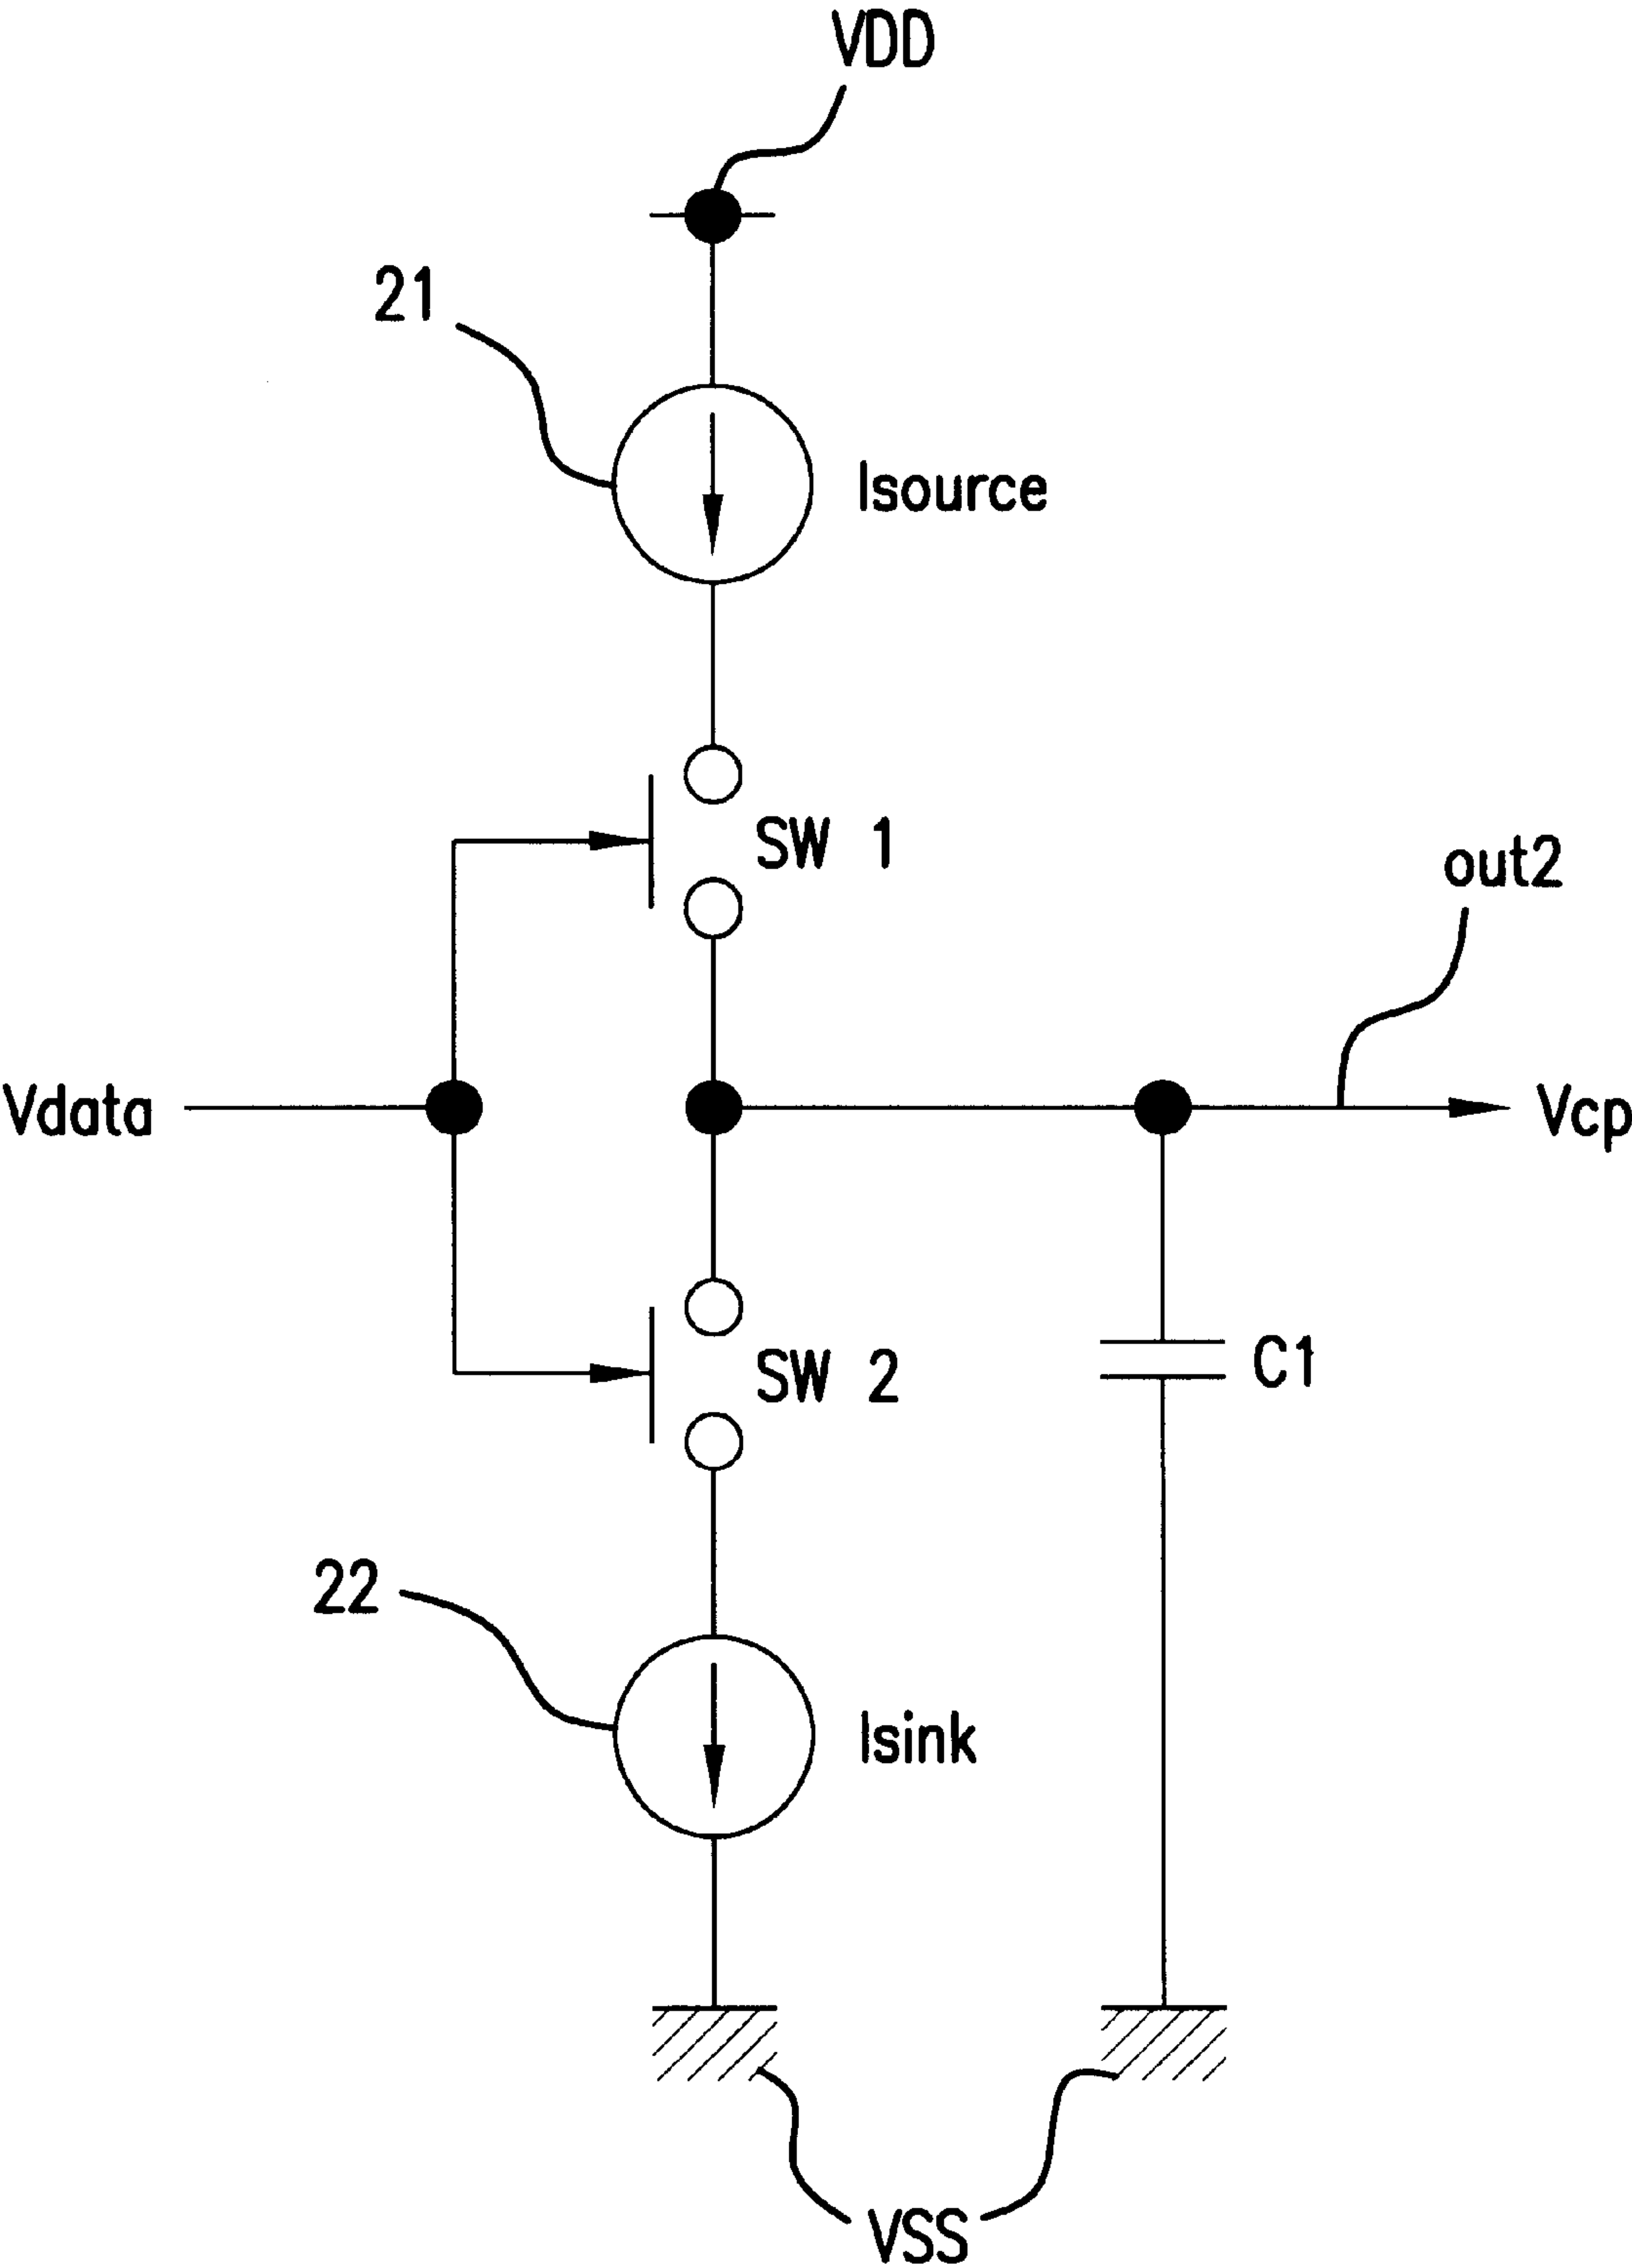 VDD
21
Isource
SW 1
out2
Vdata
Vcp
SW 2
C1
22
Isink
VSS